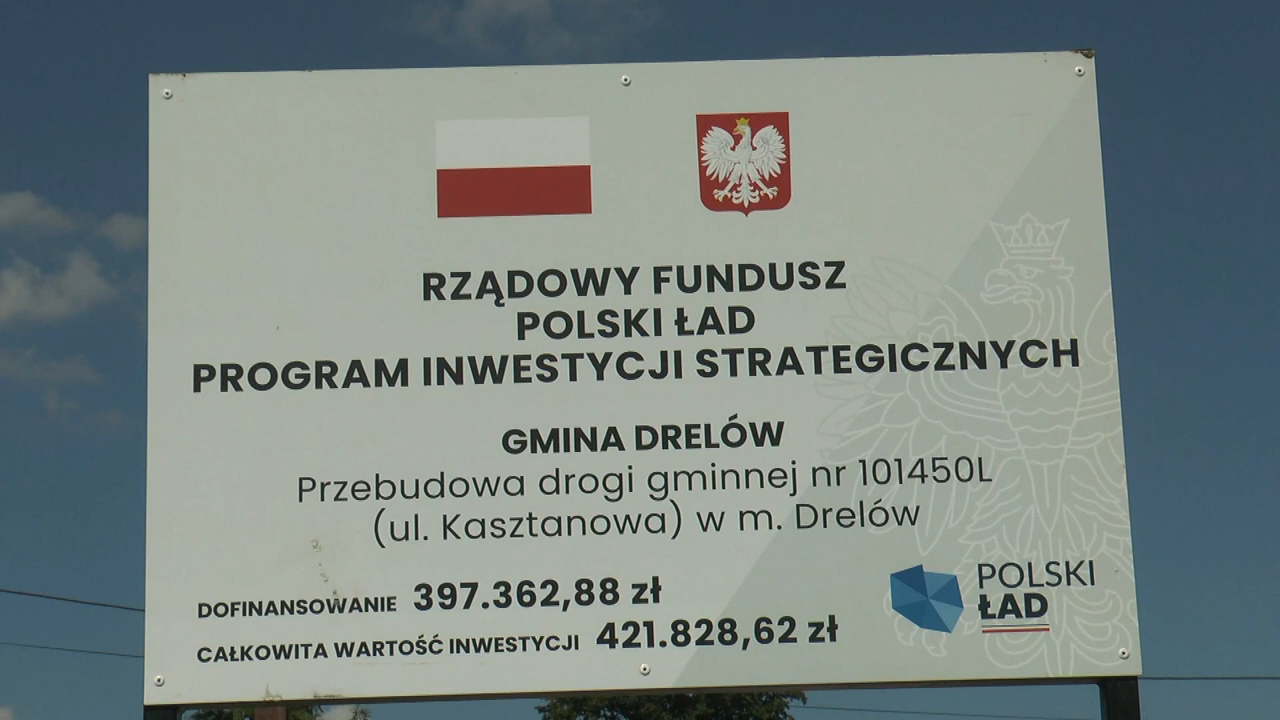 RZĄDOWY FUNDUSZ
POLSKI ŁAD
PROGRAM INWESTYCJI STRATEGICZNYCH
GMINA DRELÓW
Przebudowa drogi gminnej nr 101450L
(ul. Kasztanowa) w m. Drelów
DOFINANSOWANIE 397.362,88 zł
CAŁKOWITA WARTOŚĆ INWESTYCJI 421.828,62 zł
POLSKI
ŁAD